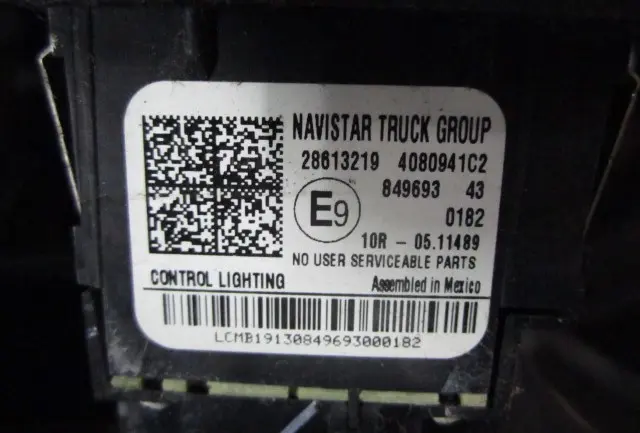 NAVISTAR TRUCK GROUP
28613219 4080941C2
849693 43
E9 0182
10R - 05.11489
NO USER SERVICEABLE PARTS
CONTROL LIGHTING Assembled in Mexico
LCMB19130849693000182